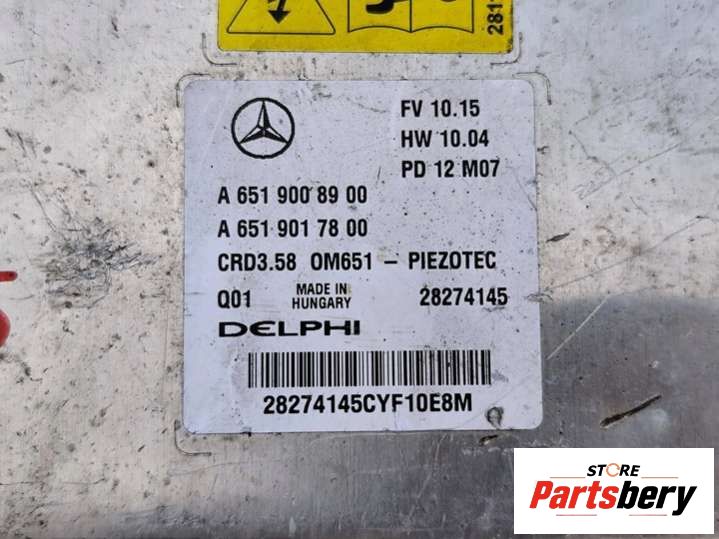 281
FV 10.15
HW 10.04
PD 12 M07
A 651 900 89 00
A 651 901 78 00
CRD3.58 OM651 - PIEZOTEC
Q01 MADE IN HUNGARY 28274145
DELPHI
28274145CYF10E8M
STORE
Partsbery